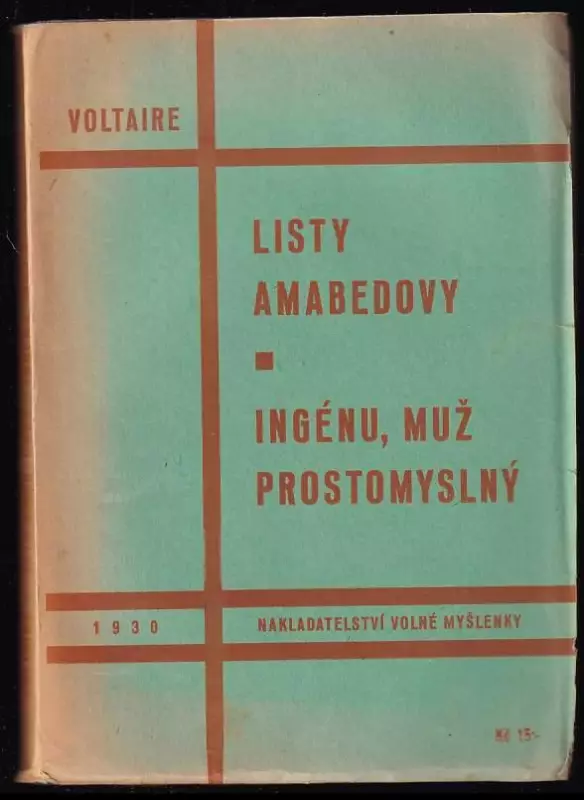 VOLTAIRE
LISTY
AMABEDOVY
INGÉNU, MUŽ
PROSTOMYSLNÝ
1930
NAKLADATELSTVÍ VOLNÉ MYŠLENKY
Kč 15·-